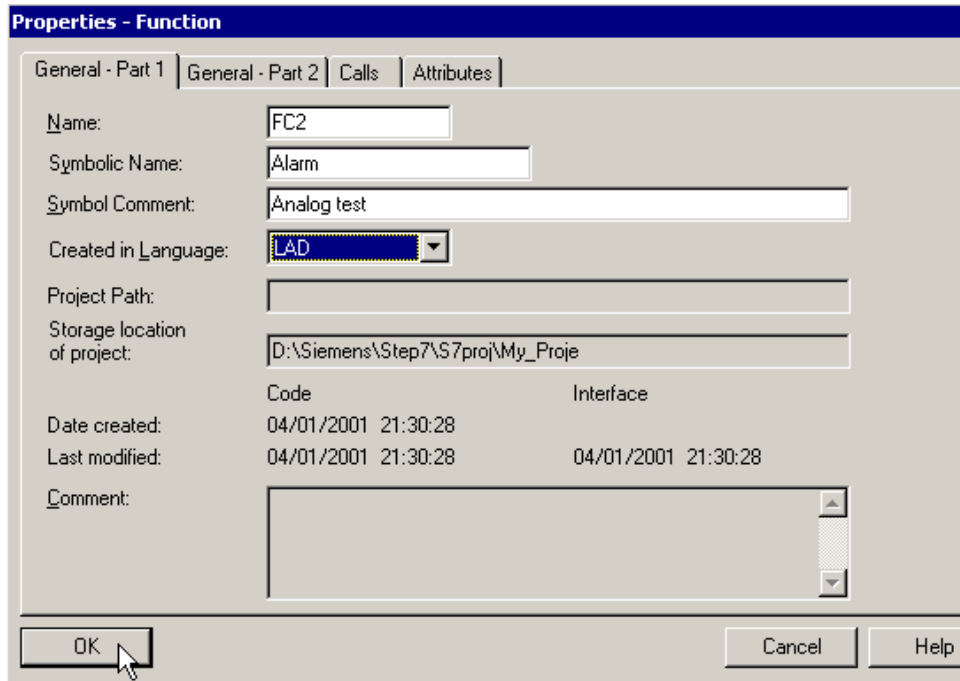 Properties - Function
General - Part 1 General - Part 2 Calls Attributes
Name: FC2
Symbolic Name: Alarm
Symbol Comment: Analog test
Created in Language: LAD
Project Path:
Storage location
of project: D:\Siemens\Step7\S7proj\My_Proje
Code Interface
Date created: 04/01/2001 21:30:28
Last modified: 04/01/2001 21:30:28 04/01/2001 21:30:28
Comment:
OK Cancel Help